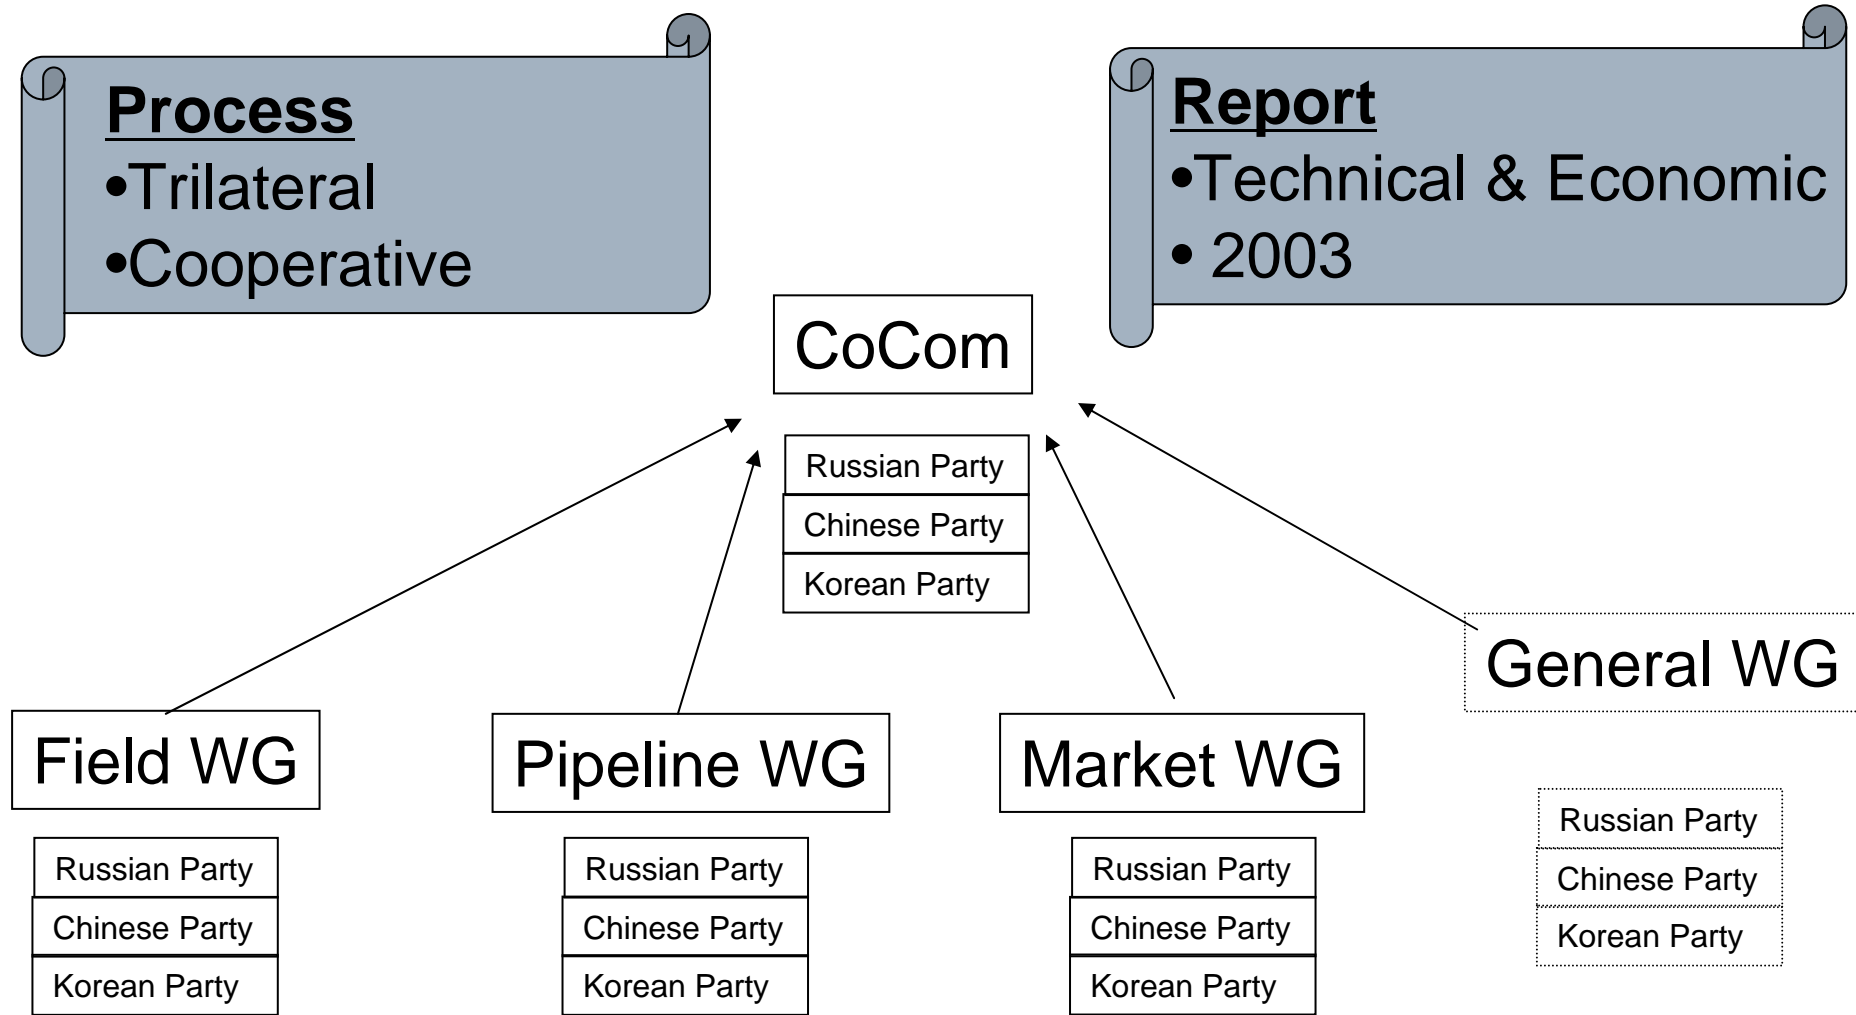 Process
•Trilateral
•Cooperative
Report
•Technical & Economic
• 2003
CoCom
Russian Party
Chinese Party
Korean Party
Field WG
Russian Party
Chinese Party
Korean Party
Pipeline WG
Russian Party
Chinese Party
Korean Party
Market WG
Russian Party
Chinese Party
Korean Party
General WG
Russian Party
Chinese Party
Korean Party